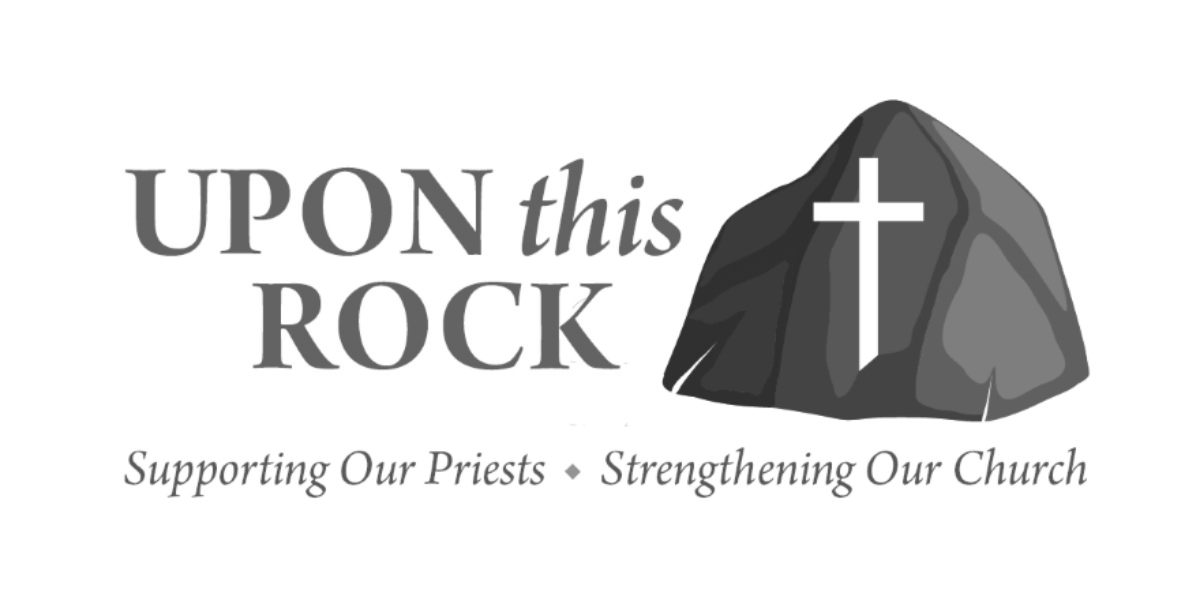 UPON this
ROCK
Supporting Our Priests ◆ Strengthening Our Church